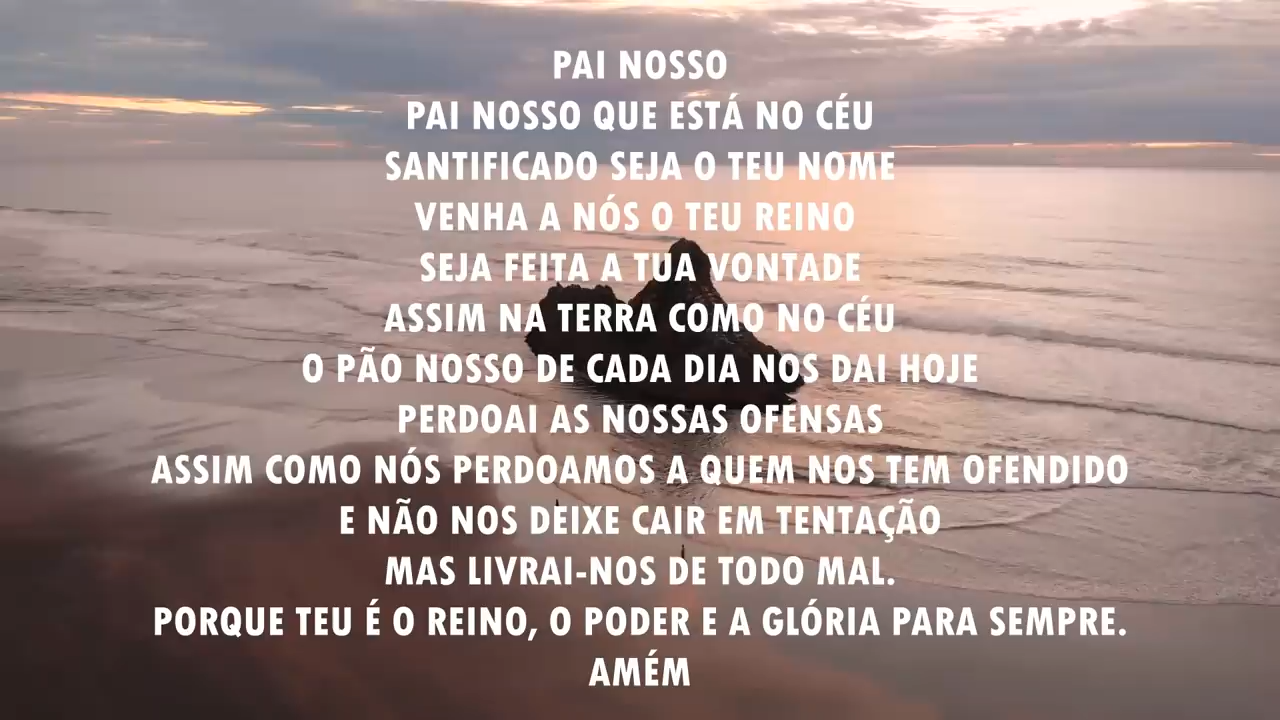 PAI NOSSO
PAI NOSSO QUE ESTÁ NO CÉU
SANTIFICADO SEJA O TEU NOME
VENHA A NÓS O TEU REINO
SEJA FEITA A TUA VONTADE
ASSIM NA TERRA COMO NO CÉU
O PÃO NOSSO DE CADA DIA NOS DAI HOJE
PERDOAI AS NOSSAS OFENSAS
ASSIM COMO NÓS PERDOAMOS A QUEM NOS TEM OFENDIDO
E NÃO NOS DEIXE CAIR EM TENTAÇÃO
MAS LIVRAI-NOS DE TODO MAL.
PORQUE TEU É O REINO, O PODER E A GLÓRIA PARA SEMPRE.
AMÉM